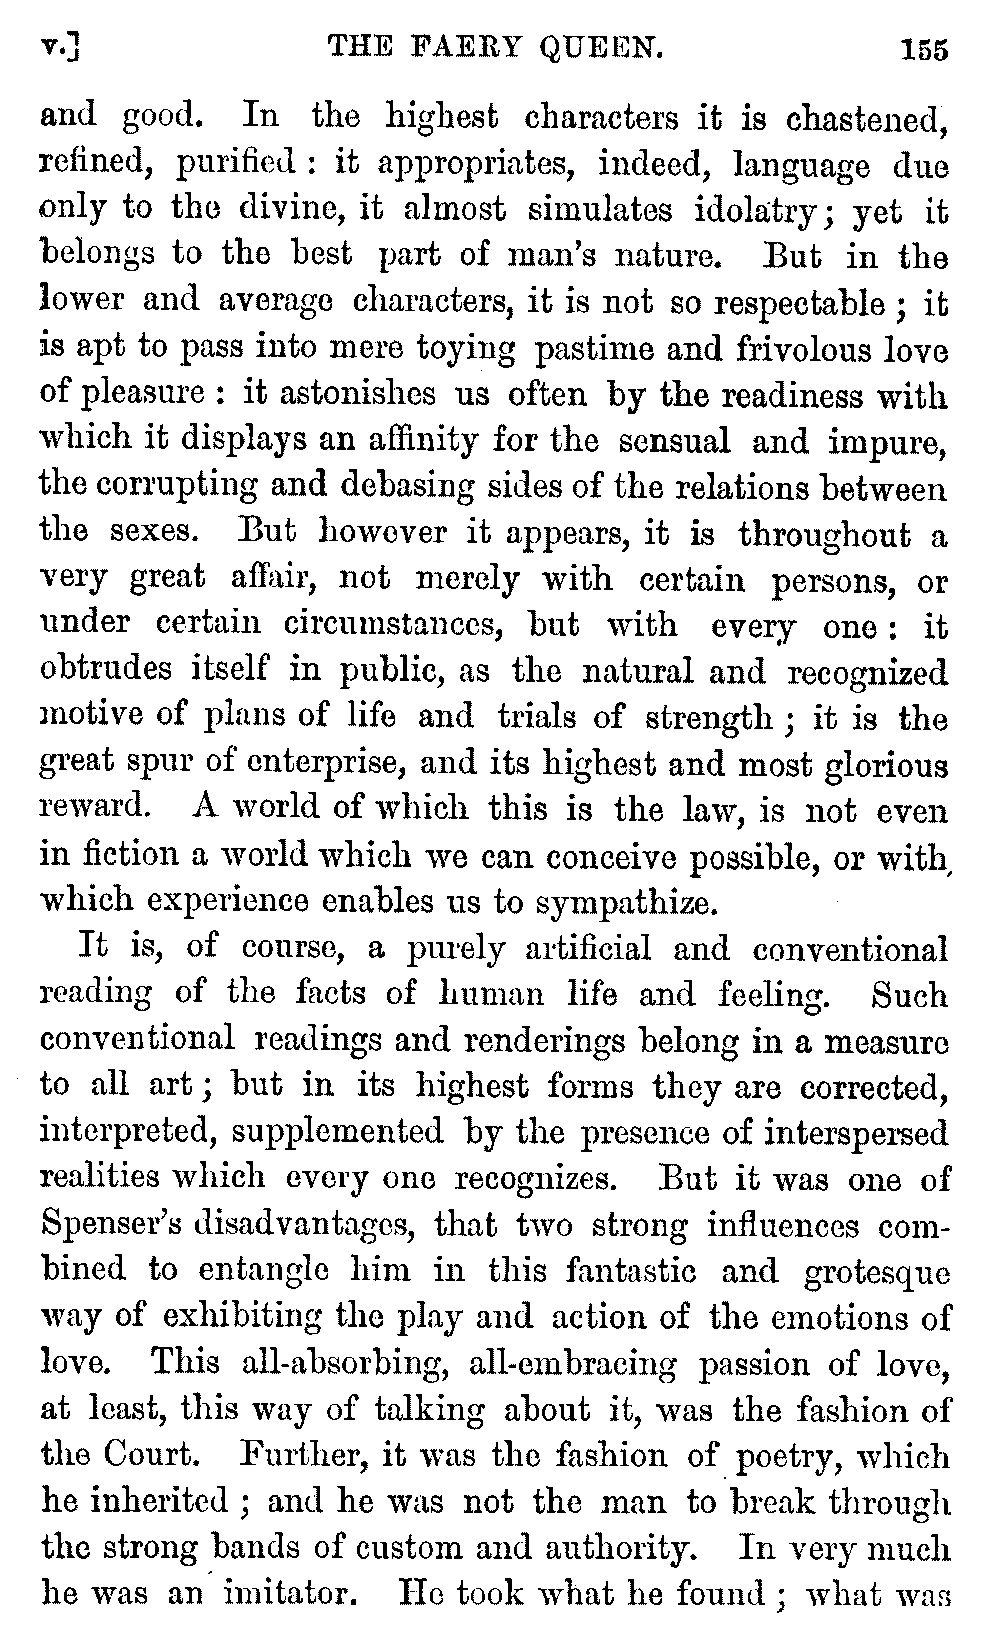 v.] THE FAERY QUEEN. 155
and good. In the highest characters it is chastened,
refined, purified : it appropriates, indeed, language due
only to the divine, it almost simulates idolatry; yet it
belongs to the best part of man's nature. But in the
lower and average characters, it is not so respectable ; it
is apt to pass into mere toying pastime and frivolous love
of pleasure : it astonishes us often by the readiness with
which it displays an affinity for the sensual and impure,
the corrupting and debasing sides of the relations between
the sexes. But however it appears, it is throughout a
very great affair, not merely with certain persons, or
under certain circumstances, but with every one : it
obtrudes itself in public, as the natural and recognized
motive of plans of life and trials of strength ; it is the
great spur of enterprise, and its highest and most glorious
reward. A world of which this is the law, is not even
in fiction a world which we can conceive possible, or with
which experience enables us to sympathize.
It is, of course, a purely artificial and conventional
reading of the facts of human life and feeling. Such
conventional readings and renderings belong in a measure
to all art ; but in its highest forms they are corrected,
interpreted, supplemented by the presence of interspersed
realities which every one recognizes. But it was one of
Spenser's disadvantages, that two strong influences com-
bined to entangle him in this fantastic and grotesque
way of exhibiting the play and action of the emotions of
love. This all-absorbing, all-embracing passion of love,
at least, this way of talking about it, was the fashion of
the Court. Further, it was the fashion of poetry, which
he inherited ; and he was not the man to break through
the strong bands of custom and authority. In very much
he was an imitator. He took what he found ; what was